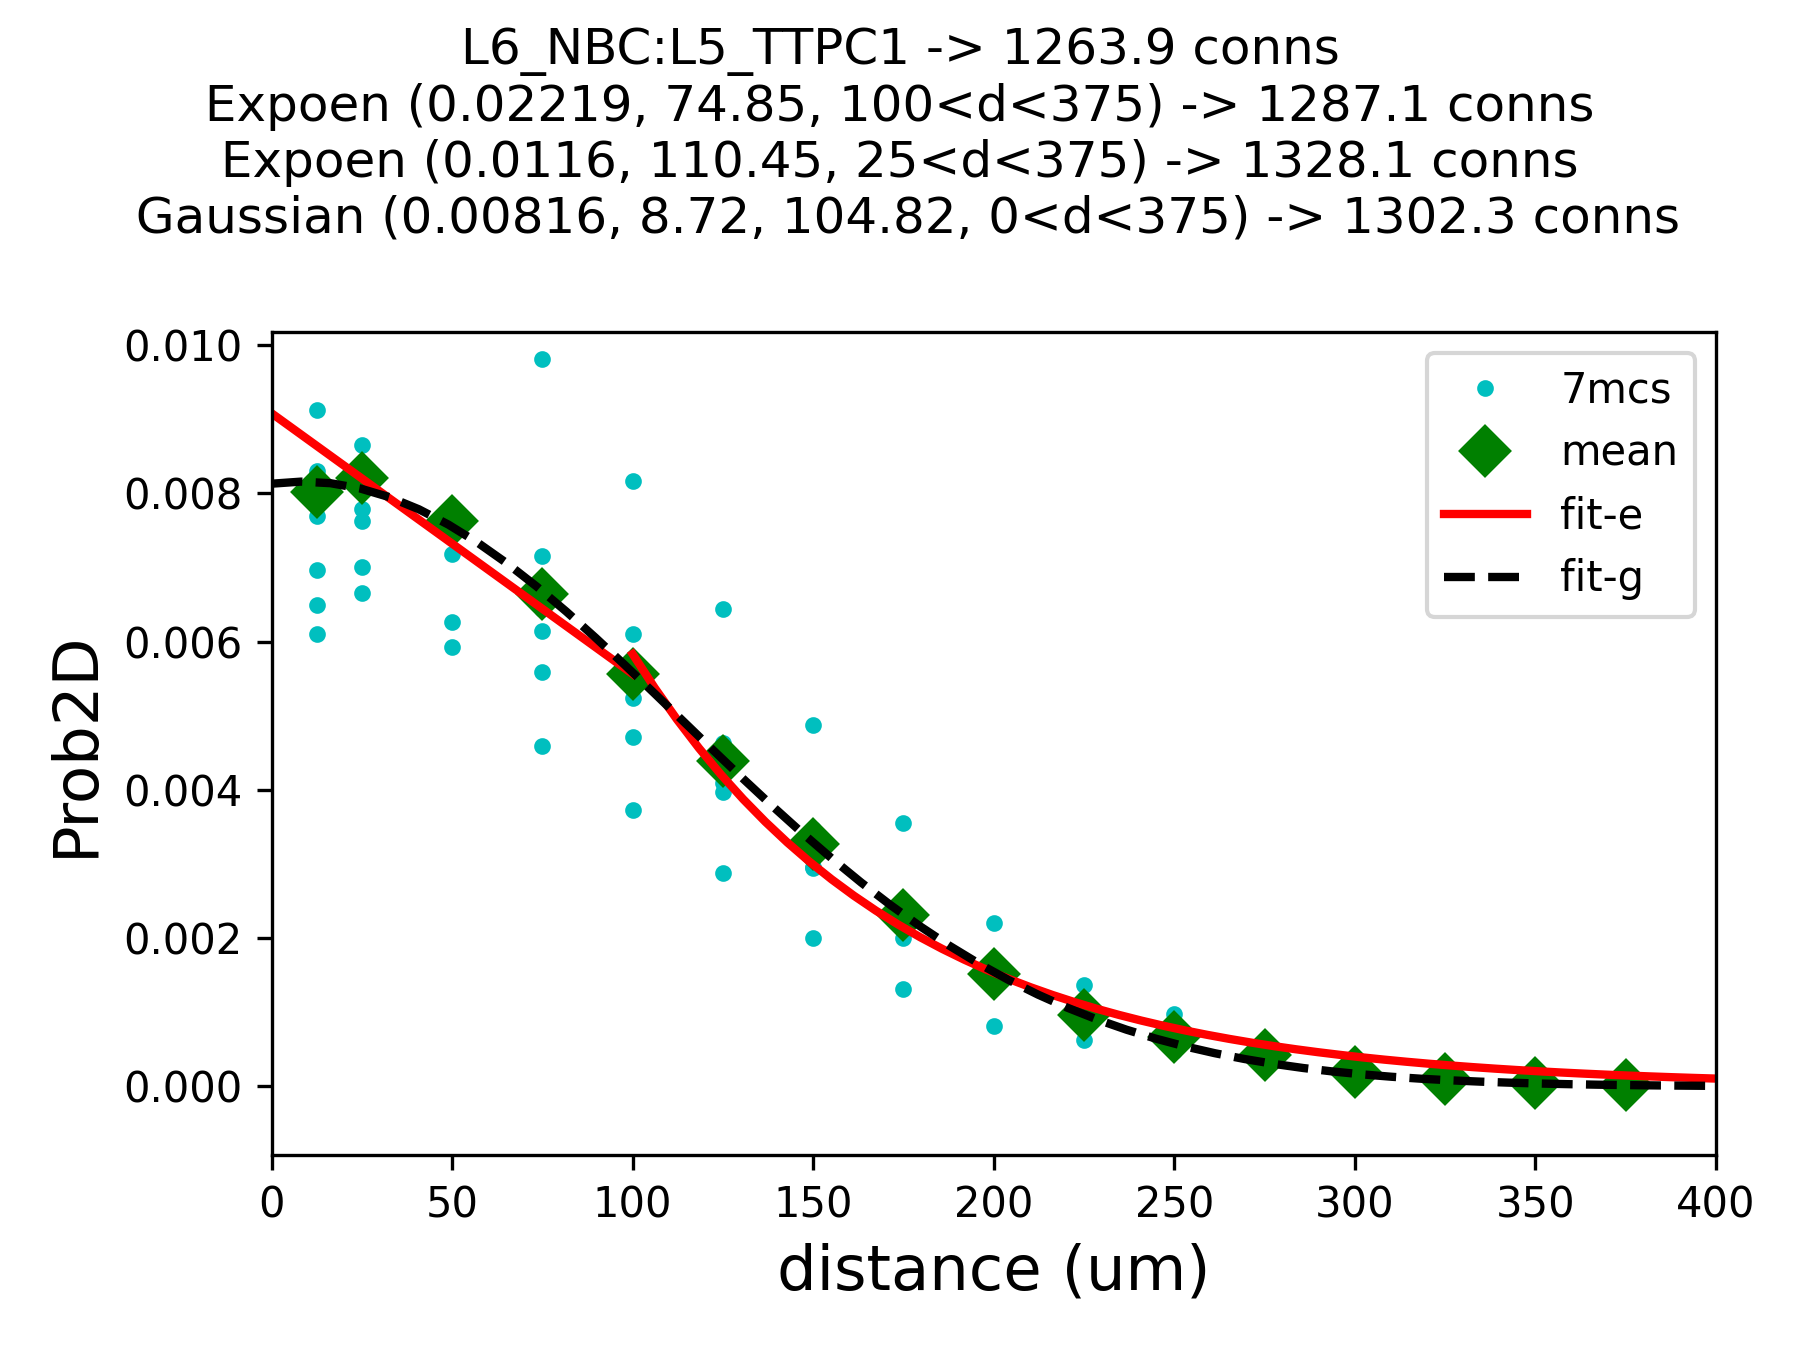 L6_NBC:L5_TTPC1 -> 1263.9 conns
Expoen (0.02219, 74.85, 100<d<375) -> 1287.1 conns
Expoen (0.0116, 110.45, 25<d<375) -> 1328.1 conns
Gaussian (0.00816, 8.72, 104.82, 0<d<375) -> 1302.3 conns
0.010
0.008
0.006
0.004
0.002
0.000
Prob2D
7mcs
mean
fit-e
fit-g
0 50 100 150 200 250 300 350 400
distance (um)